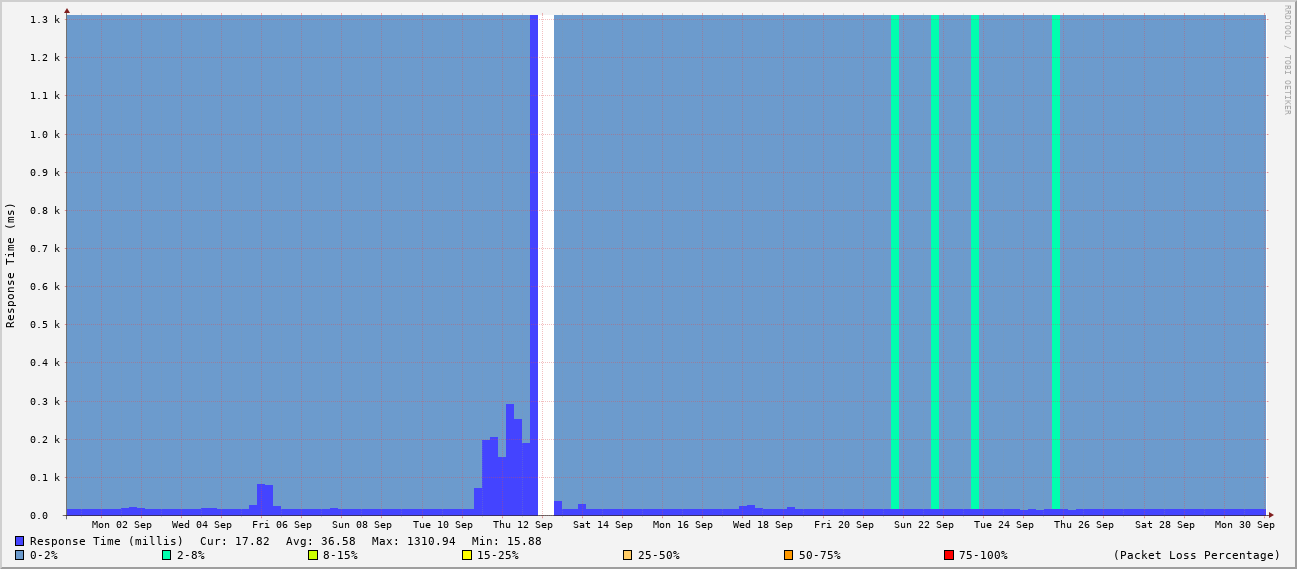 RRDTOOL / TOBI OETIKER
Response Time (ms)
1.3 k
1.2 k
1.1 k
1.0 k
0.9 k
0.8 k
0.7 k
0.6 k
0.5 k
0.4 k
0.3 k
0.2 k
0.1 k
0.0
Mon 02 Sep Wed 04 Sep Fri 06 Sep Sun 08 Sep Tue 10 Sep Thu 12 Sep Sat 14 Sep Mon 16 Sep Wed 18 Sep Fri 20 Sep Sun 22 Sep Tue 24 Sep Thu 26 Sep Sat 28 Sep Mon 30 Sep
Response Time (millis) Cur: 17.82 Avg: 36.58 Max: 1310.94 Min: 15.88
0-2% 2-8% 8-15% 15-25% 25-50% 50-75% 75-100% (Packet Loss Percentage)